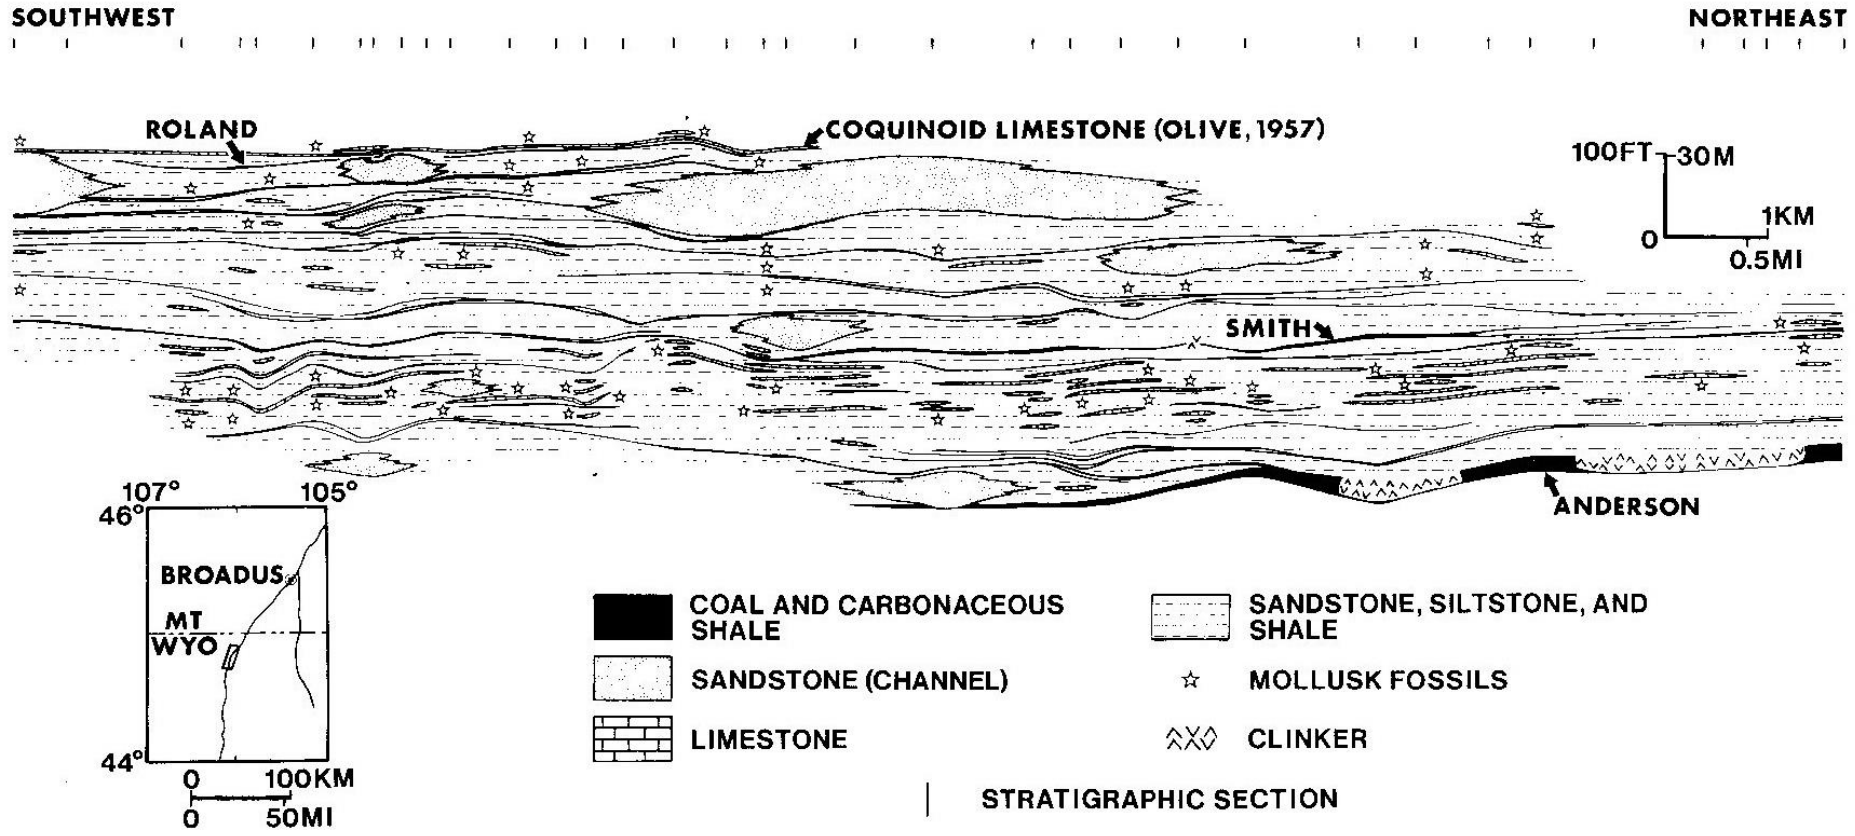 SOUTHWEST
NORTHEAST
ROLAND
COQUINOID LIMESTONE (OLIVE, 1957)
100FT
30M
1KM
0
0.5MI
SMITH
ANDERSON
107°
105°
46°
BROADUS
MT
WYO
44°
0
100KM
0
50MI
COAL AND CARBONACEOUS
SHALE
SANDSTONE (CHANNEL)
LIMESTONE
SANDSTONE, SILTSTONE, AND
SHALE
MOLLUSK FOSSILS
CLINKER
STRATIGRAPHIC SECTION